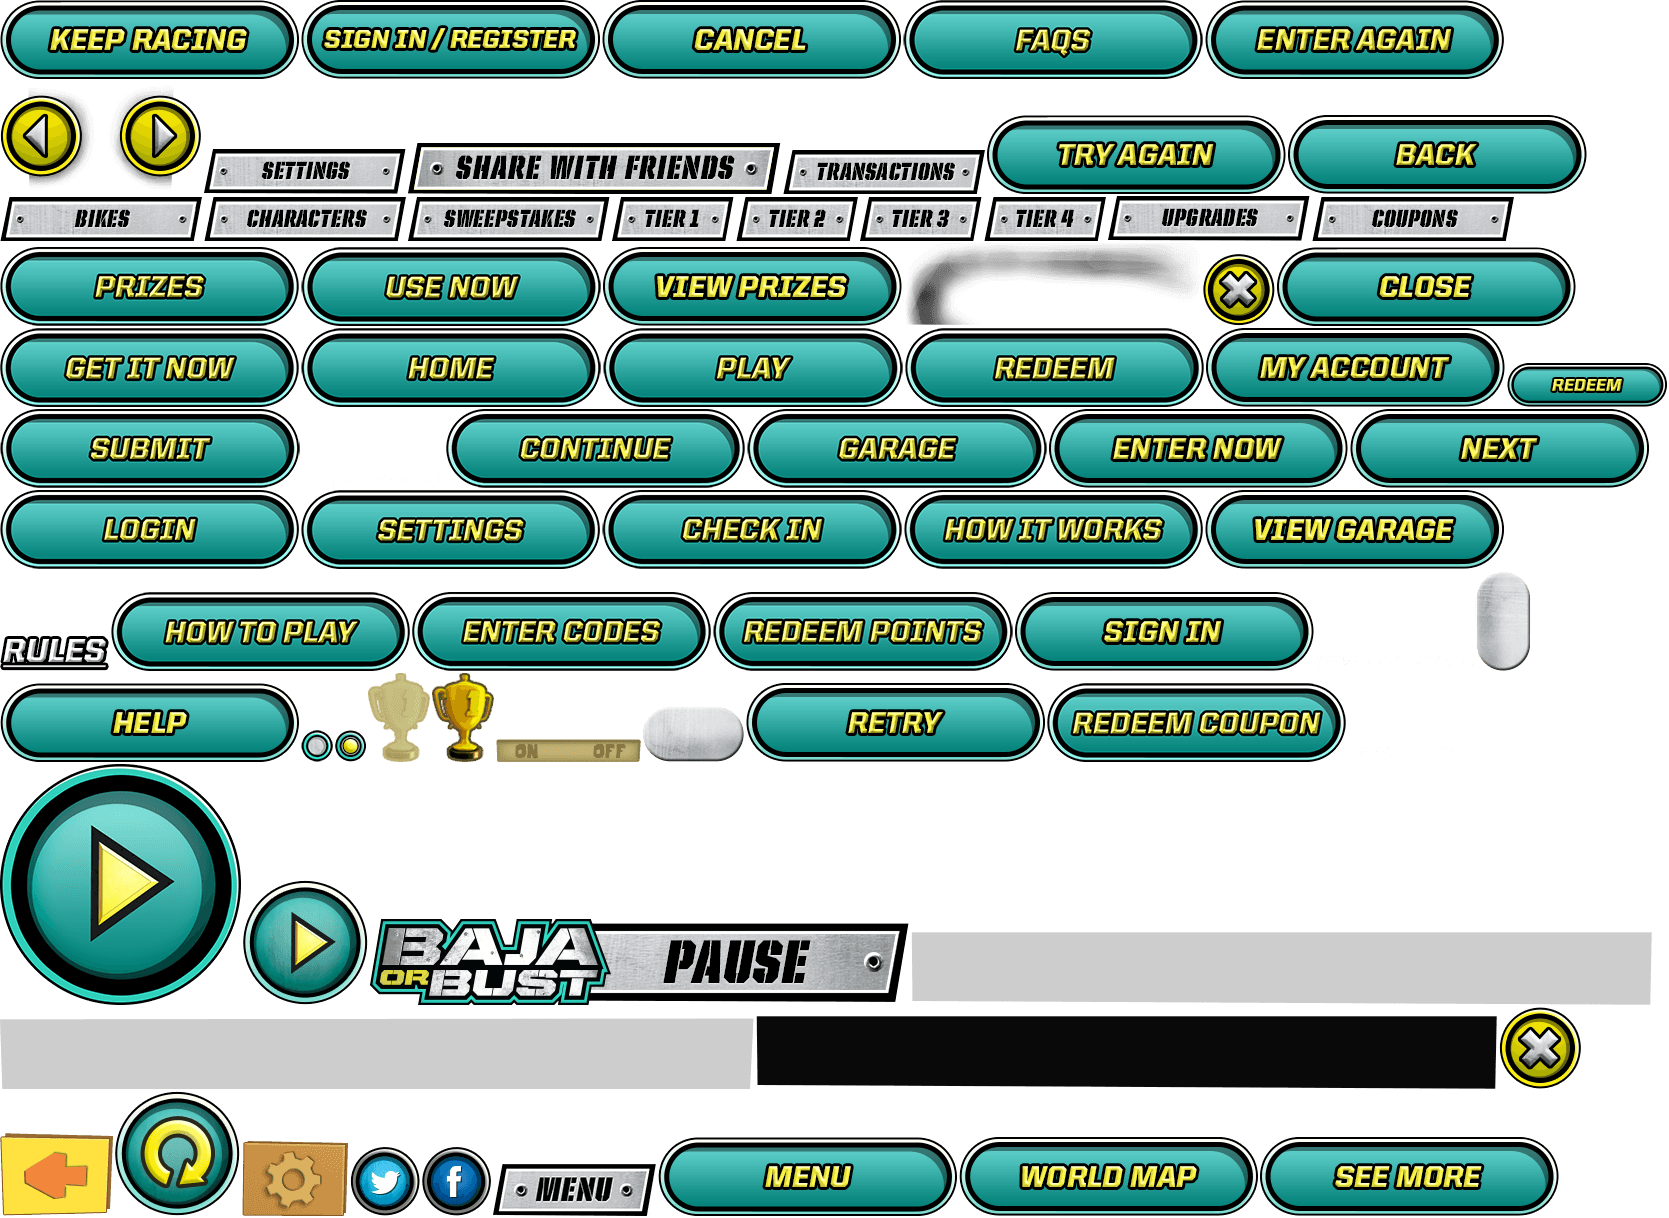 KEEP RACING
SIGN IN / REGISTER
CANCEL
FAQS
ENTER AGAIN
SETTINGS
SHARE WITH FRIENDS
TRANSACTIONS
TRY AGAIN
BACK
BIKES
CHARACTERS
SWEEPSTAKES
TIER 1
TIER 2
TIER 3
TIER 4
UPGRADES
COUPONS
PRIZES
USE NOW
VIEW PRIZES
CLOSE
GET IT NOW
HOME
PLAY
REDEEM
MY ACCOUNT
REDEEM
SUBMIT
CONTINUE
GARAGE
ENTER NOW
NEXT
LOGIN
SETTINGS
CHECK IN
HOW IT WORKS
VIEW GARAGE
RULES
HOW TO PLAY
ENTER CODES
REDEEM POINTS
SIGN IN
HELP
1
1
ON OFF
RETRY
REDEEM COUPON
BAJA
OR BUST
PAUSE
MENU
MENU
WORLD MAP
SEE MORE